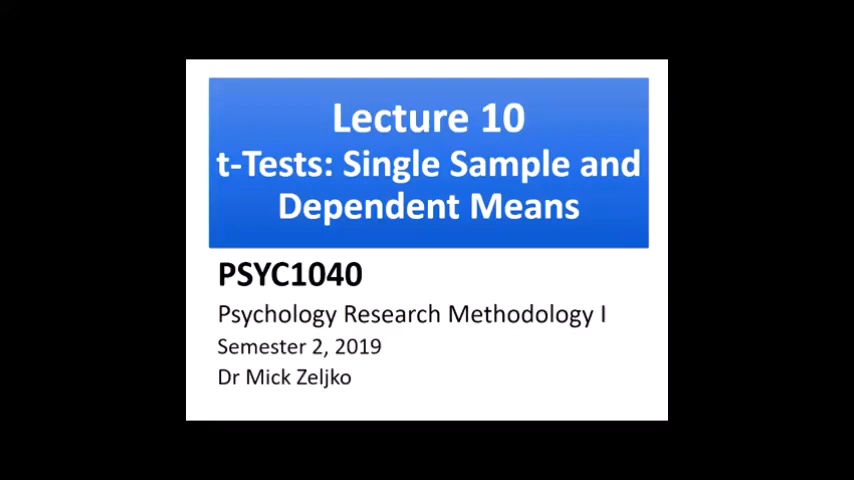 Lecture 10
t-Tests: Single Sample and
Dependent Means
PSYC1040
Psychology Research Methodology I
Semester 2, 2019
Dr Mick Zeljko